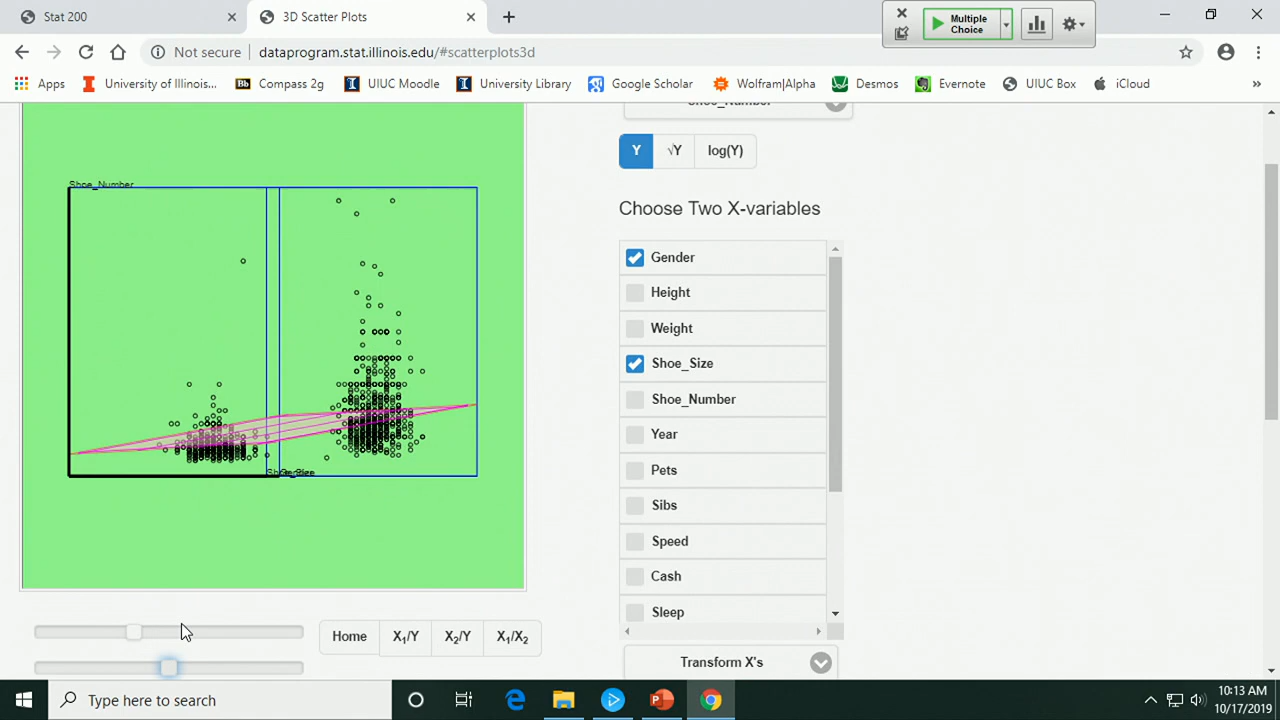 Stat 200
3D Scatter Plots
Multiple
Choice
Not secure
dataprogram.stat.illinois.edu/#scatterplots3d
Apps
University of Illinois...
Compass 2g
UIUC Moodle
University Library
Google Scholar
Wolfram|Alpha
Desmos
Evernote
UIUC Box
iCloud
»
Shoe_Number
Y
√Y
log(Y)
Shoe_Number
Choose Two X-variables
Gender
Height
Weight
Shoe_Size
Shoe_Number
Year
Pets
Sibs
Speed
Cash
Sleep
Home
X1/Y
X2/Y
X1/X2
Transform X's
Type here to search
10:13 AM
10/17/2019